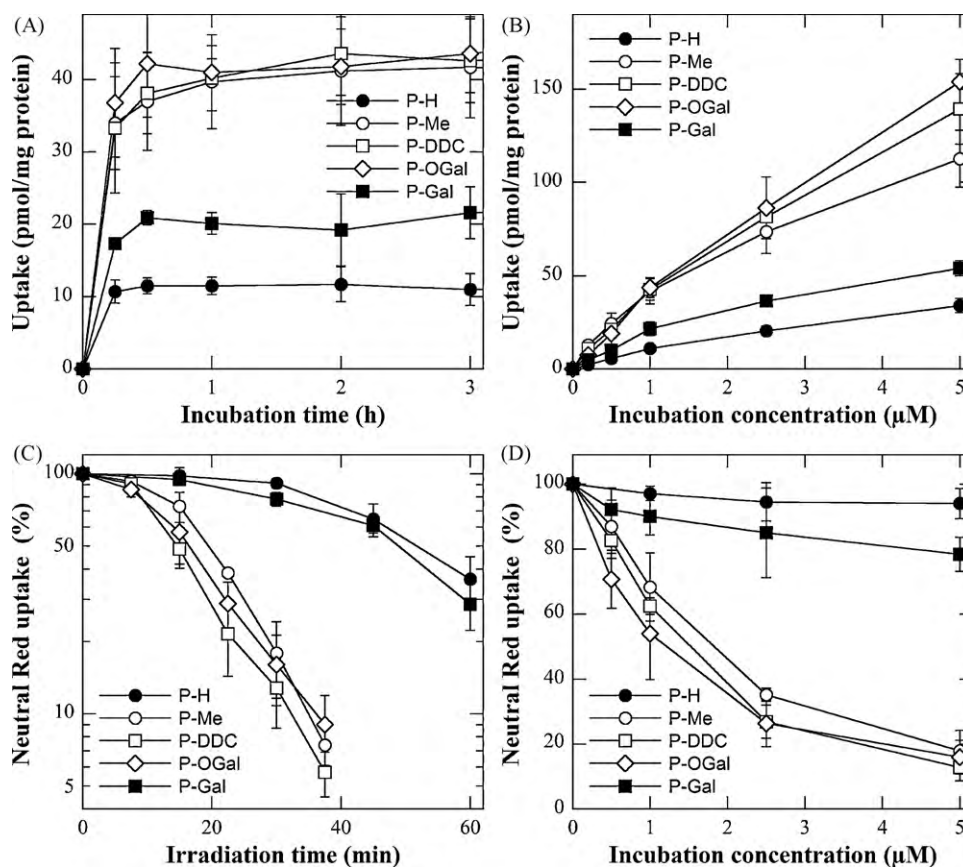 (A)
Uptake (pmol/mg protein)
40
30
20
10
0
0 1 2 3
Incubation time (h)
P-H
P-Me
P-DDC
P-OGal
P-Gal
(B)
Uptake (pmol/mg protein)
150
100
50
0
0 1 2 3 4 5
Incubation concentration (μM)
P-H
P-Me
P-DDC
P-OGal
P-Gal
(C)
Neutral Red uptake (%)
100
50
10
5
0 20 40 60
Irradiation time (min)
P-H
P-Me
P-DDC
P-OGal
P-Gal
(D)
Neutral Red uptake (%)
100
80
60
40
20
0
0 1 2 3 4 5
Incubation concentration (μM)
P-H
P-Me
P-DDC
P-OGal
P-Gal